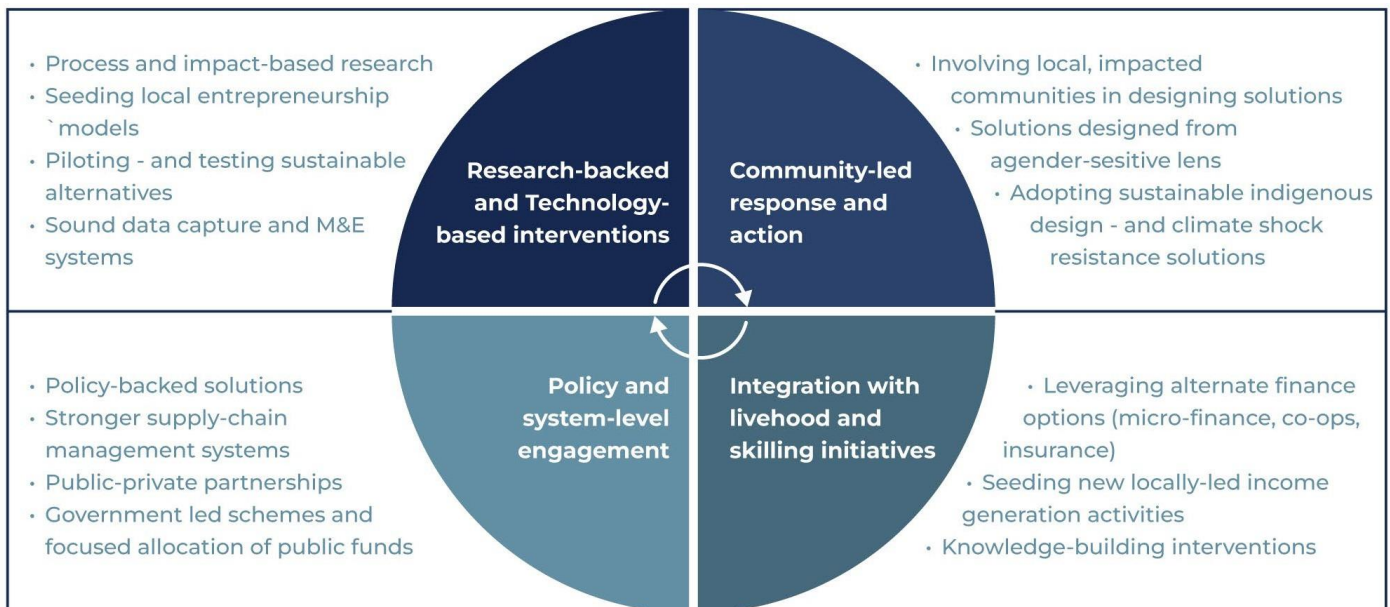 • Process and impact-based research
• Seeding local entrepreneurship
`models
• Piloting - and testing sustainable
alternatives
• Sound data capture and M&E
systems
Research-backed
and Technology-
based interventions
Community-led
response and
action
• Involving local, impacted
communities in designing solutions
• Solutions designed from
agender-sesitive lens
• Adopting sustainable indigenous
design - and climate shock
resistance solutions
• Policy-backed solutions
• Stronger supply-chain
management systems
• Public-private partnerships
• Government led schemes and
focused allocation of public funds
Policy and
system-level
engagement
Integration with
livehood and
skilling initiatives
• Leveraging alternate finance
options (micro-finance, co-ops,
insurance)
• Seeding new locally-led income
generation activities
• Knowledge-building interventions